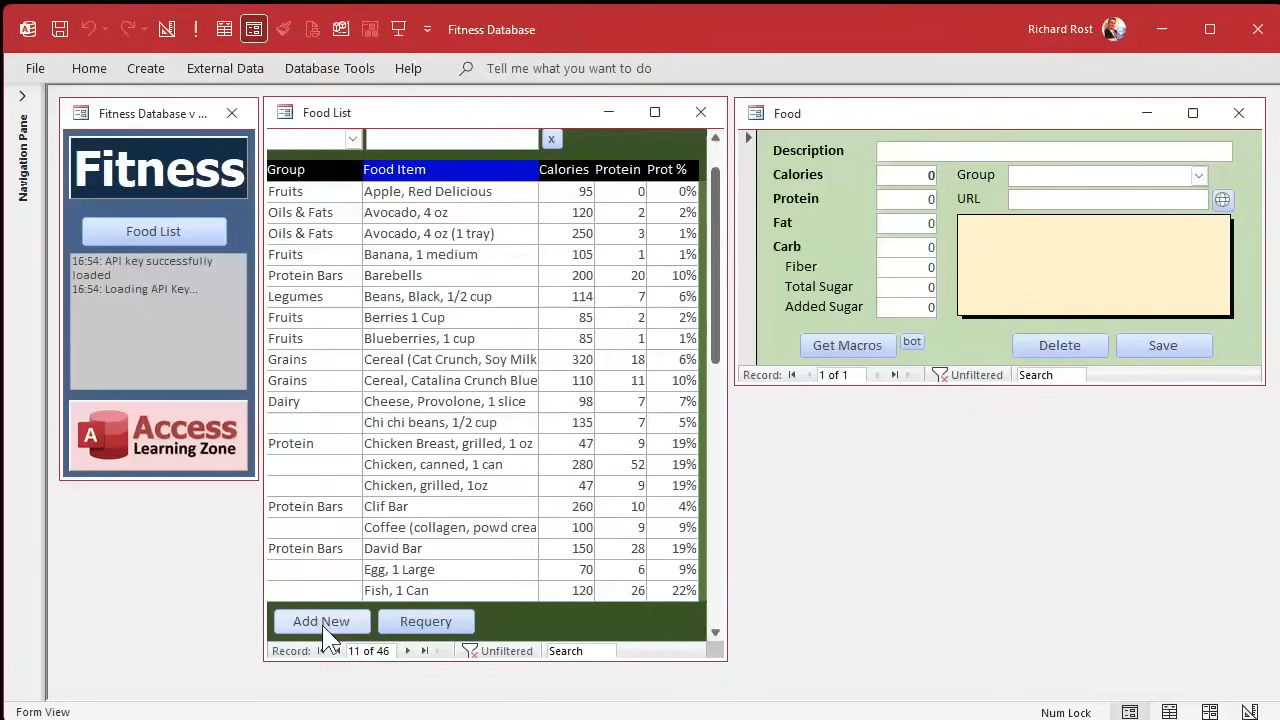 Fitness Database
Richard Rost
File Home Create External Data Database Tools Help Tell me what you want to do
Navigation Pane
Fitness Database v ...
Fitness
Food List
16:54: API key successfully
loaded
16:54: Loading API Key...
A Access
Learning Zone
Food List
x
Group Food Item Calories Protein Prot %
Fruits Apple, Red Delicious 95 0 0%
Oils & Fats Avocado, 4 oz 120 2 2%
Oils & Fats Avocado, 4 oz (1 tray) 250 3 1%
Fruits Banana, 1 medium 105 1 1%
Protein Bars Barebells 200 20 10%
Legumes Beans, Black, 1/2 cup 114 7 6%
Fruits Berries 1 Cup 85 2 2%
Fruits Blueberries, 1 cup 85 1 1%
Grains Cereal (Cat Crunch, Soy Milk 320 18 6%
Grains Cereal, Catalina Crunch Blue 110 11 10%
Dairy Cheese, Provolone, 1 slice 98 7 7%
Chi chi beans, 1/2 cup 135 7 5%
Protein Chicken Breast, grilled, 1 oz 47 9 19%
Chicken, canned, 1 can 280 52 19%
Chicken, grilled, 1oz 47 9 19%
Protein Bars Clif Bar 260 10 4%
Coffee (collagen, powd crea 100 9 9%
Protein Bars David Bar 150 28 19%
Egg, 1 Large 70 6 9%
Fish, 1 Can 120 26 22%
Add New Requery
Record: 11 of 46 Unfiltered Search
Food
Description
Calories 0 Group
Protein 0 URL
Fat 0
Carb 0
Fiber 0
Total Sugar 0
Added Sugar 0
Get Macros bot Delete Save
Record: 1 of 1 Unfiltered Search
Form View Num Lock